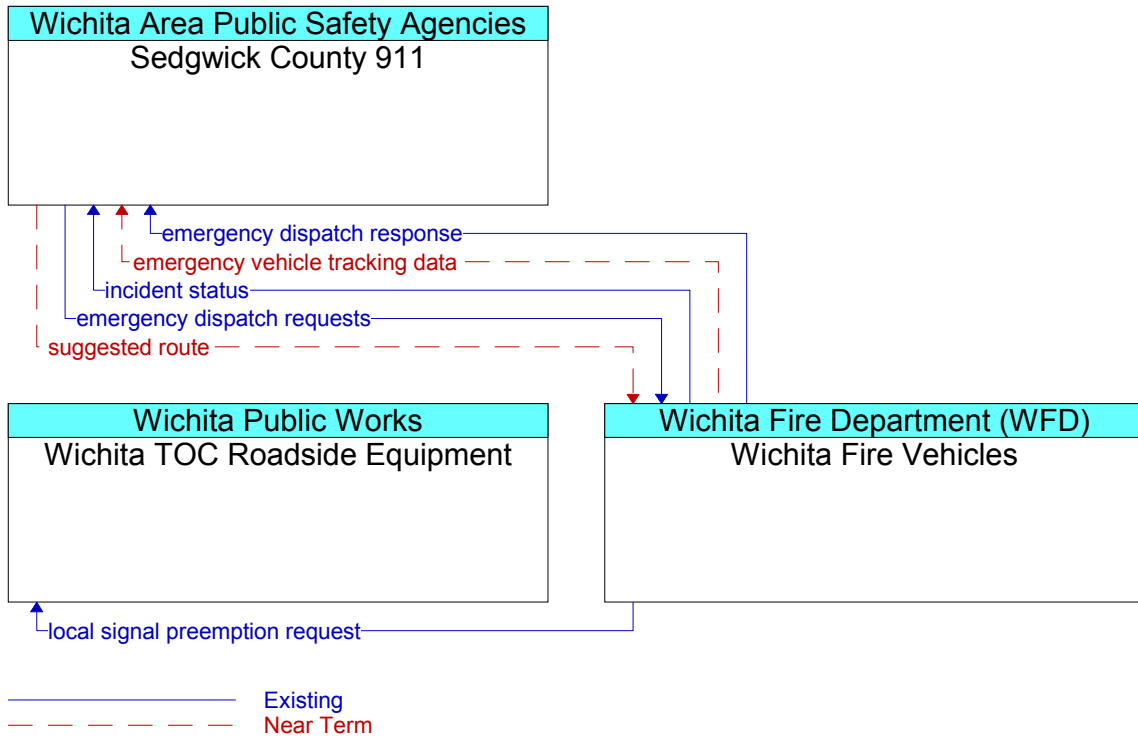 Wichita Area Public Safety Agencies
Sedgwick County 911
emergency dispatch response
emergency vehicle tracking data
incident status
emergency dispatch requests
suggested route
Wichita Public Works
Wichita TOC Roadside Equipment
Wichita Fire Department (WFD)
Wichita Fire Vehicles
local signal preemption request
Existing
Near Term